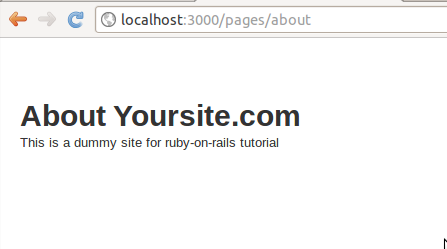 localhost:3000/pages/about
About Yoursite.com
This is a dummy site for ruby-on-rails tutorial